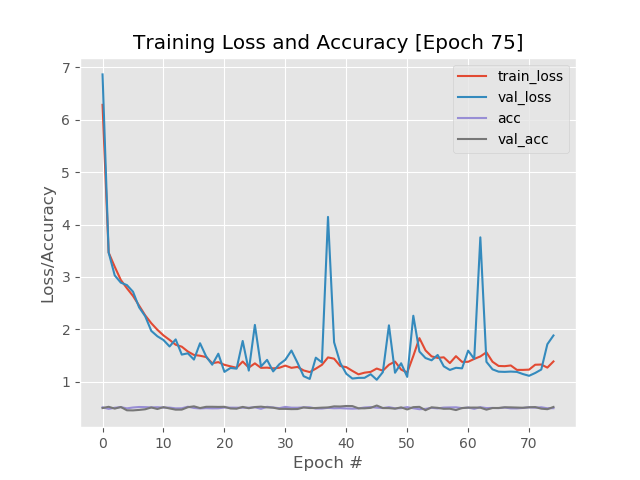 Training Loss and Accuracy [Epoch 75]
train_loss
val_loss
acc
val_acc
Loss/Accuracy
7
6
5
4
3
2
1
0 10 20 30 40 50 60 70
Epoch #